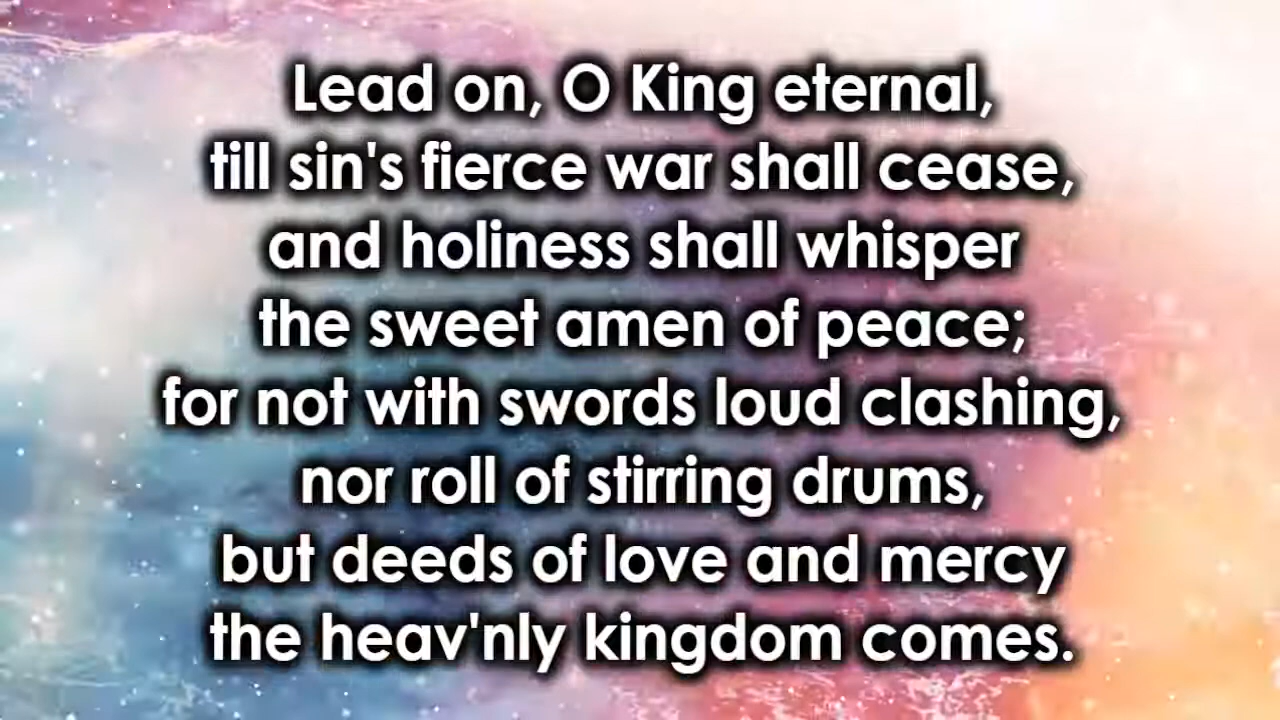 Lead on, O King eternal,
till sin's fierce war shall cease,
and holiness shall whisper
the sweet amen of peace;
for not with swords loud clashing,
nor roll of stirring drums,
but deeds of love and mercy
the heav'nly kingdom comes.